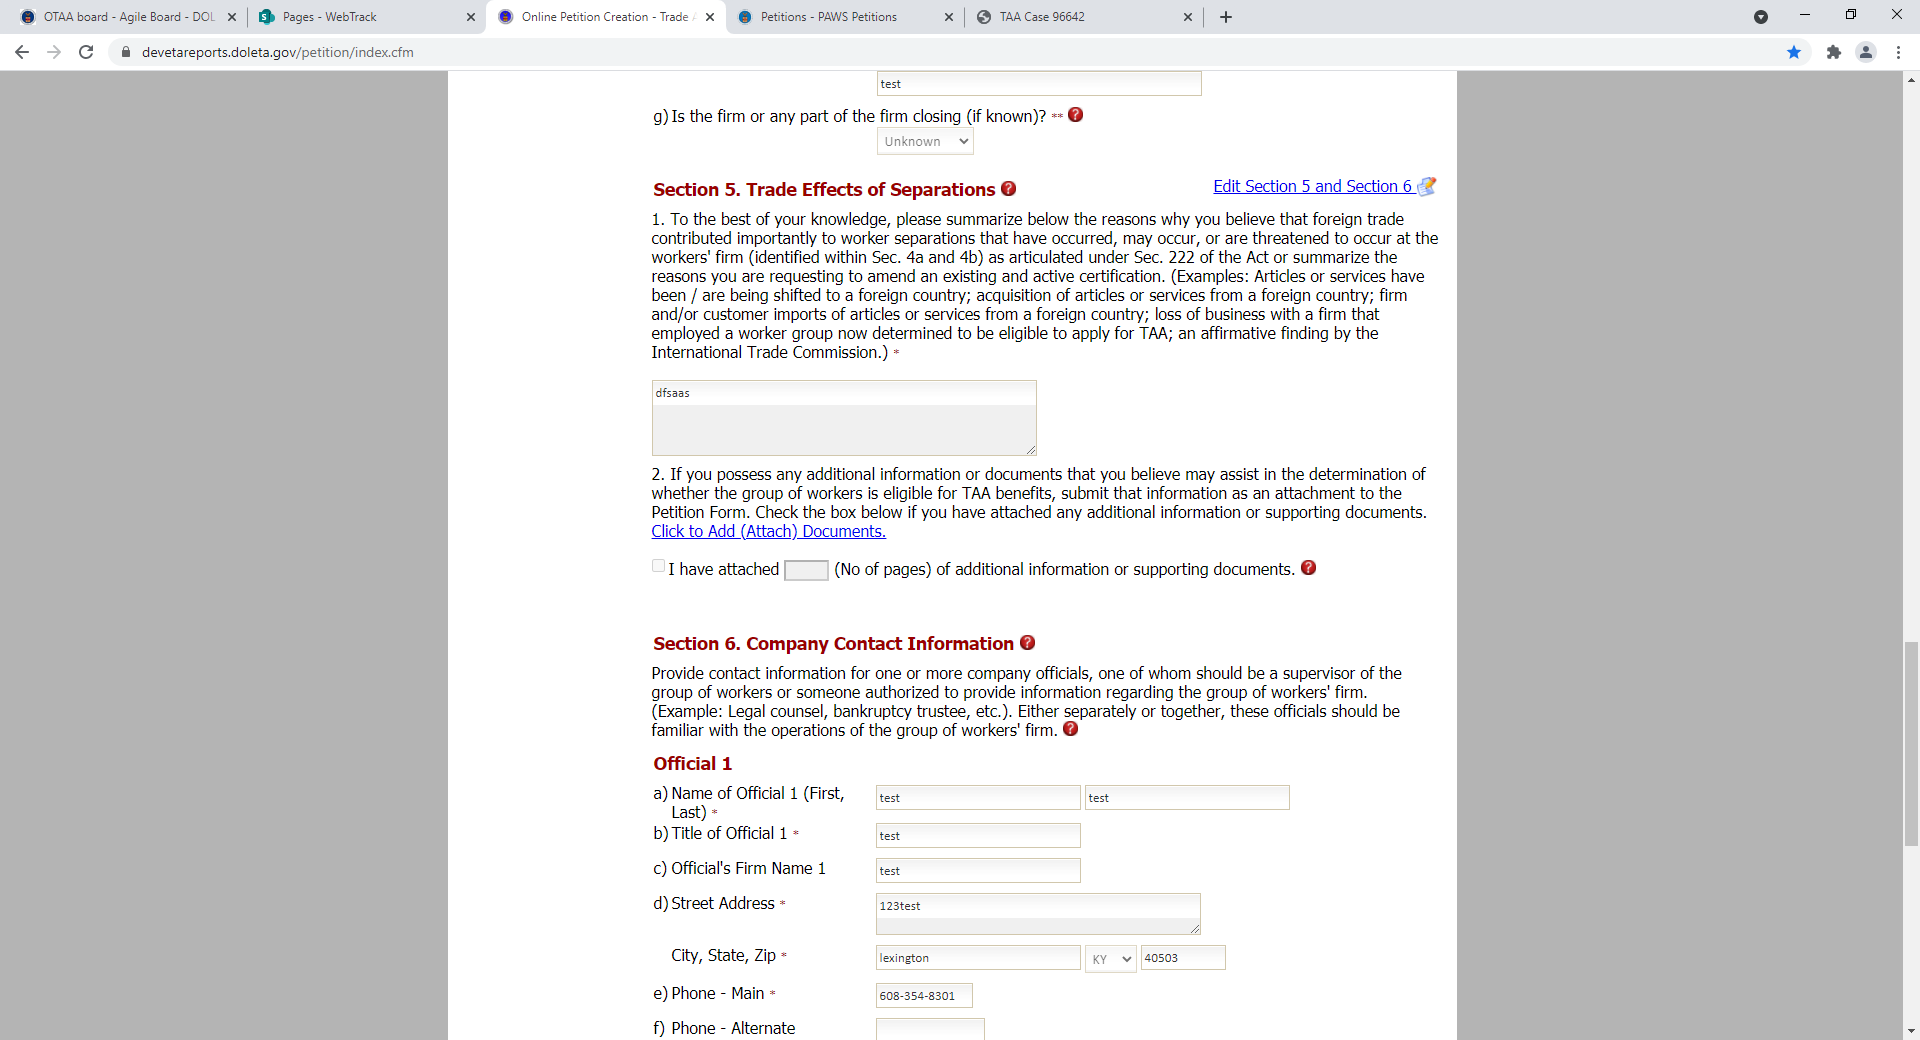 OTAA board - Agile Board - DOL
Pages - WebTrack
Online Petition Creation - Trade A
Petitions - PAWS Petitions
TAA Case 96642
devetareports.doleta.gov/petition/index.cfm
test
g) Is the firm or any part of the firm closing (if known)? **
Unknown
Section 5. Trade Effects of Separations
Edit Section 5 and Section 6
1. To the best of your knowledge, please summarize below the reasons why you believe that foreign trade
contributed importantly to worker separations that have occurred, may occur, or are threatened to occur at the
workers' firm (identified within Sec. 4a and 4b) as articulated under Sec. 222 of the Act or summarize the
reasons you are requesting to amend an existing and active certification. (Examples: Articles or services have
been / are being shifted to a foreign country; acquisition of articles or services from a foreign country; firm
and/or customer imports of articles or services from a foreign country; loss of business with a firm that
employed a worker group now determined to be eligible to apply for TAA; an affirmative finding by the
International Trade Commission.) *
dfsaas
2. If you possess any additional information or documents that you believe may assist in the determination of
whether the group of workers is eligible for TAA benefits, submit that information as an attachment to the
Petition Form. Check the box below if you have attached any additional information or supporting documents.
Click to Add (Attach) Documents.
I have attached (No of pages) of additional information or supporting documents.
Section 6. Company Contact Information
Provide contact information for one or more company officials, one of whom should be a supervisor of the
group of workers or someone authorized to provide information regarding the group of workers' firm.
(Example: Legal counsel, bankruptcy trustee, etc.). Either separately or together, these officials should be
familiar with the operations of the group of workers' firm.
Official 1
a) Name of Official 1 (First,
Last) *
test test
b) Title of Official 1 *
test
c) Official's Firm Name 1
test
d) Street Address *
123test
City, State, Zip *
lexington KY 40503
e) Phone - Main *
608-354-8301
f) Phone - Alternate